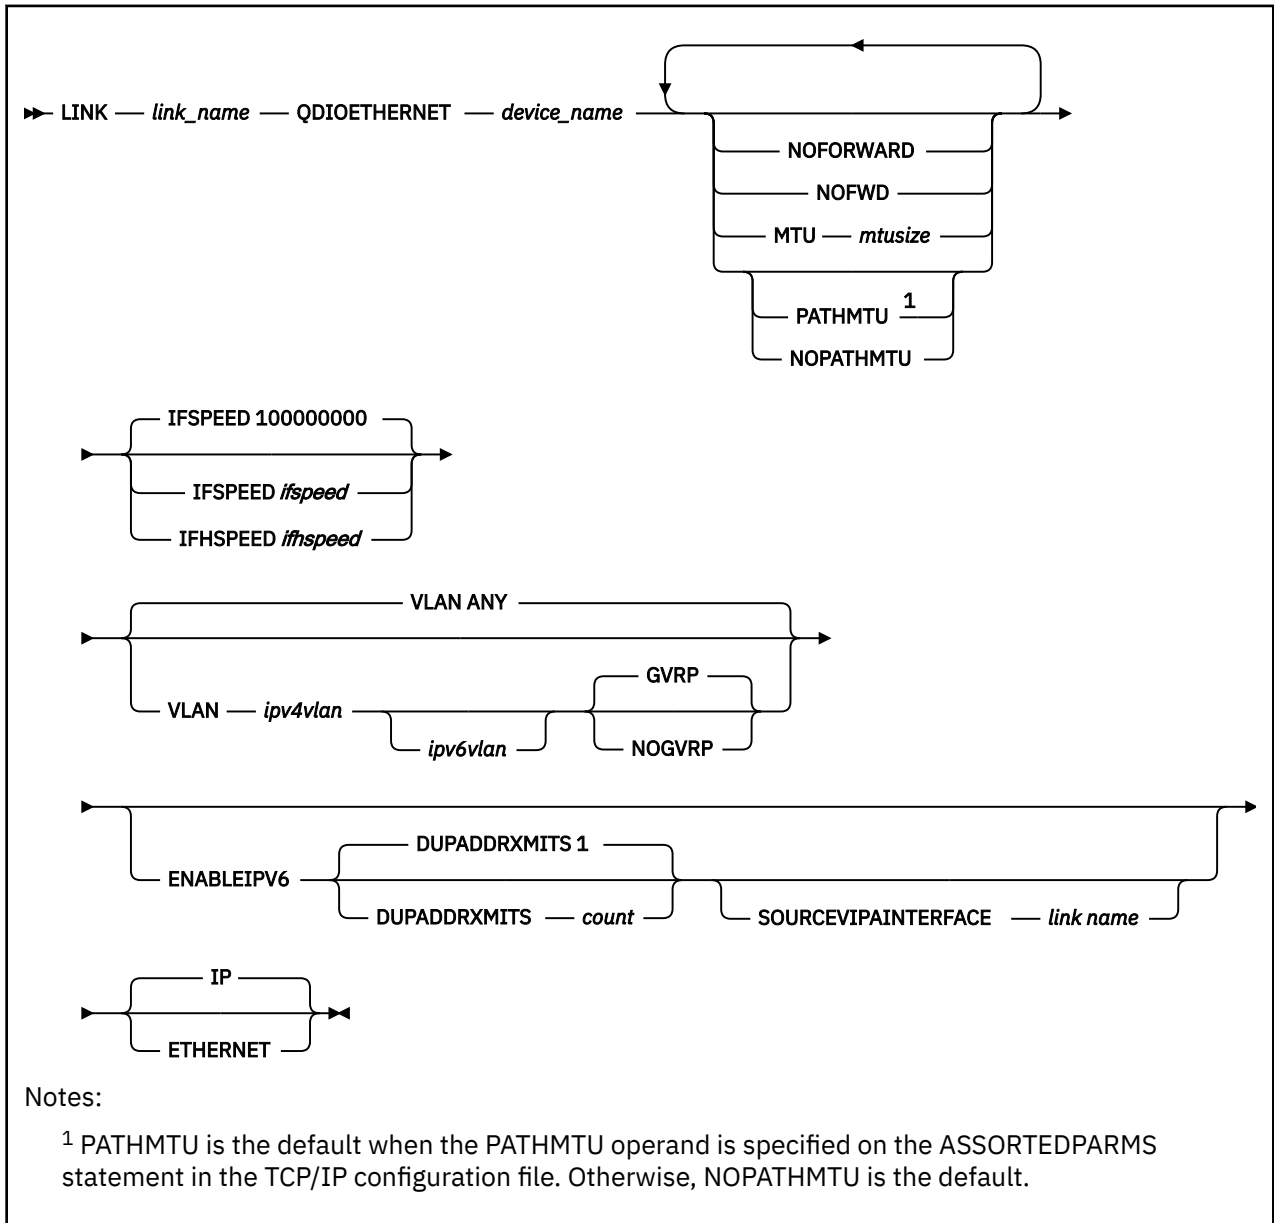 LINK link_name QDIOETHERNET device_name
NOFORWARD
NOFWD
MTU mtusize
PATHMTU 1
NOPATHMTU
IFSPEED 100000000
IFSPEED ifspeed
IFHSPEED ifhspeed
VLAN ANY
GVRP
VLAN ipv4vlan
ipv6vlan NOGVRP
DUPADDRXMITS 1
ENABLEIPV6
DUPADDRXMITS count SOURCEVIPAINTERFACE link name
IP
ETHERNET
Notes:
1 PATHMTU is the default when the PATHMTU operand is specified on the ASSORTEDPARMS
statement in the TCP/IP configuration file. Otherwise, NOPATHMTU is the default.